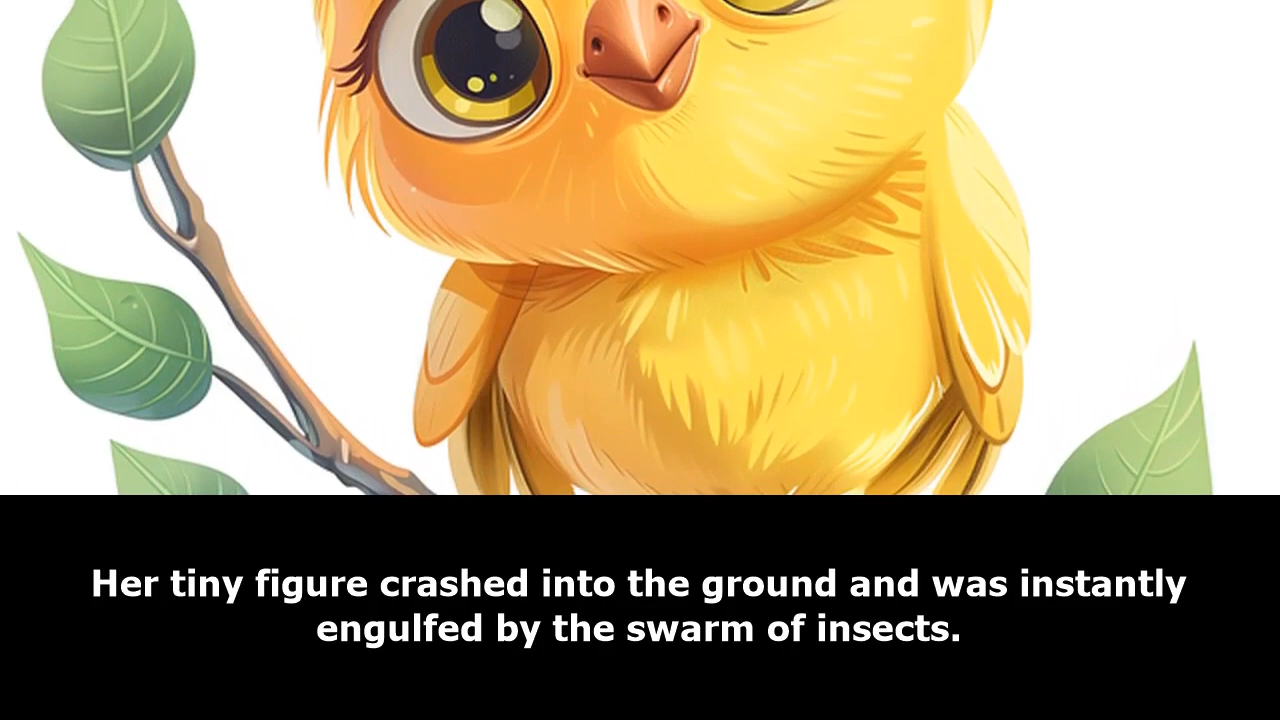 Her tiny figure crashed into the ground and was instantly
engulfed by the swarm of insects.